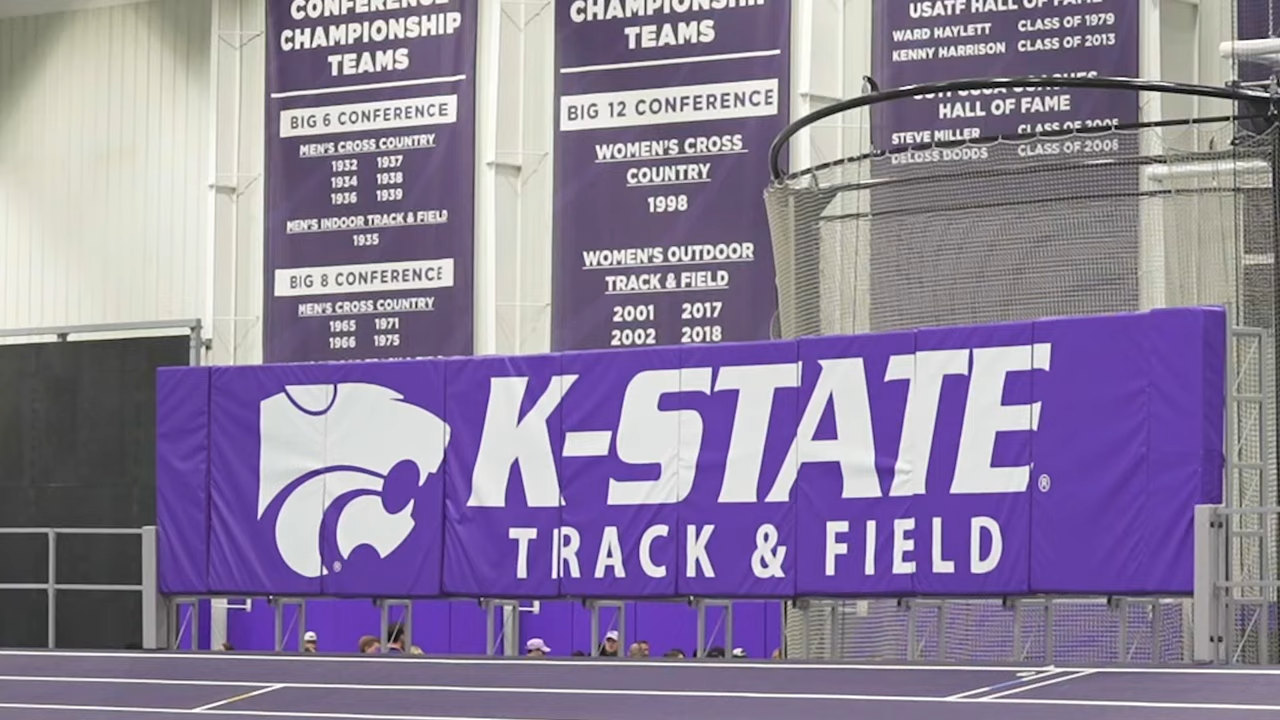 CONFERENCE
CHAMPIONSHIP
TEAMS
BIG 6 CONFERENCE
MEN'S CROSS COUNTRY
1932 1937
1934 1938
1936 1939
MEN'S INDOOR TRACK & FIELD
1935
BIG 8 CONFERENCE
MEN'S CROSS COUNTRY
1965 1971
1966 1975
CHAMPIONSHIP
TEAMS
BIG 12 CONFERENCE
WOMEN'S CROSS
COUNTRY
1998
WOMEN'S OUTDOOR
TRACK & FIELD
2001 2017
2002 2018
USATF HALL OF FAME
WARD HAYLETT CLASS OF 1979
KENNY HARRISON CLASS OF 2013
COACHES
HALL OF FAME
STEVE MILLER CLASS OF 2005
DELOSS DODDS CLASS OF 2006
K-STATE®
TRACK & FIELD
®